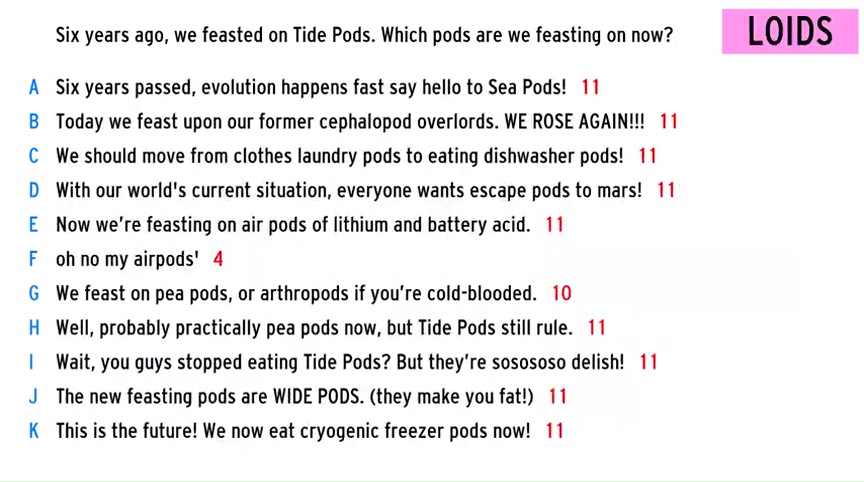 Six years ago, we feasted on Tide Pods. Which pods are we feasting on now?
LOIDS
A Six years passed, evolution happens fast say hello to Sea Pods! 11
B Today we feast upon our former cephalopod overlords. WE ROSE AGAIN!!! 11
C We should move from clothes laundry pods to eating dishwasher pods! 11
D With our world's current situation, everyone wants escape pods to mars! 11
E Now we're feasting on air pods of lithium and battery acid. 11
F oh no my airpods' 4
G We feast on pea pods, or arthropods if you're cold-blooded. 10
H Well, probably practically pea pods now, but Tide Pods still rule. 11
I Wait, you guys stopped eating Tide Pods? But they're sosososo delish! 11
J The new feasting pods are WIDE PODS. (they make you fat!) 11
K This is the future! We now eat cryogenic freezer pods now! 11